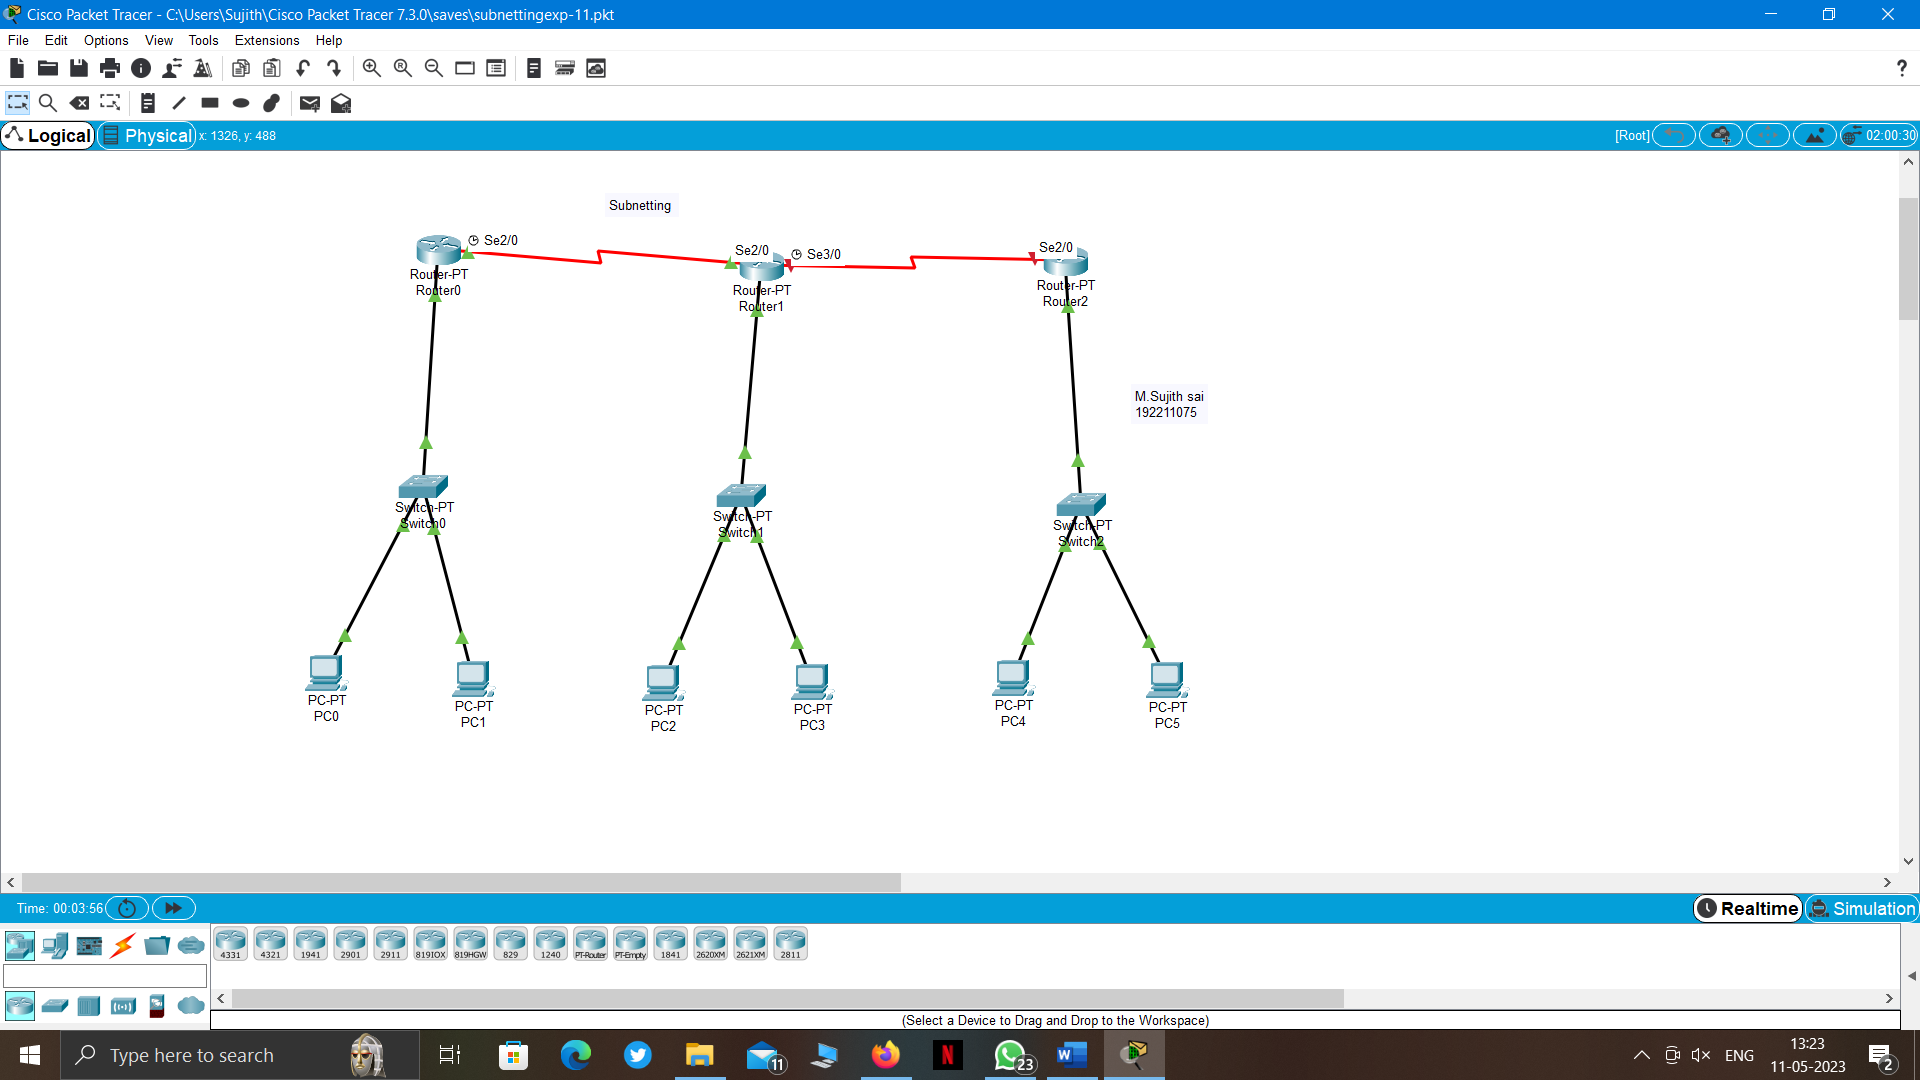 Cisco Packet Tracer - C:\Users\Sujith\Cisco Packet Tracer 7.3.0\saves\subnettingexp-11.pkt
File Edit Options View Tools Extensions Help
?
Logical Physical x: 1326, y: 488 [Root] 02:00:30
Subnetting
Se2/0
Se2/0
Se3/0
Se2/0
Router-PT
Router0
Router-PT
Router1
Router-PT
Router2
M.Sujith sai
192211075
Switch-PT
Switch0
Switch-PT
Switch1
Switch-PT
Switch2
PC-PT
PC0
PC-PT
PC1
PC-PT
PC2
PC-PT
PC3
PC-PT
PC4
PC-PT
PC5
Time: 00:03:56 Realtime Simulation
4331 4321 1941 2901 2911 819IOX 819HGW 829 1240 PT-Router PT-Empty 1841 2620XM 2621XM 2811
(Select a Device to Drag and Drop to the Workspace)
Type here to search
11
N
23
W
ENG
13:23
11-05-2023
2